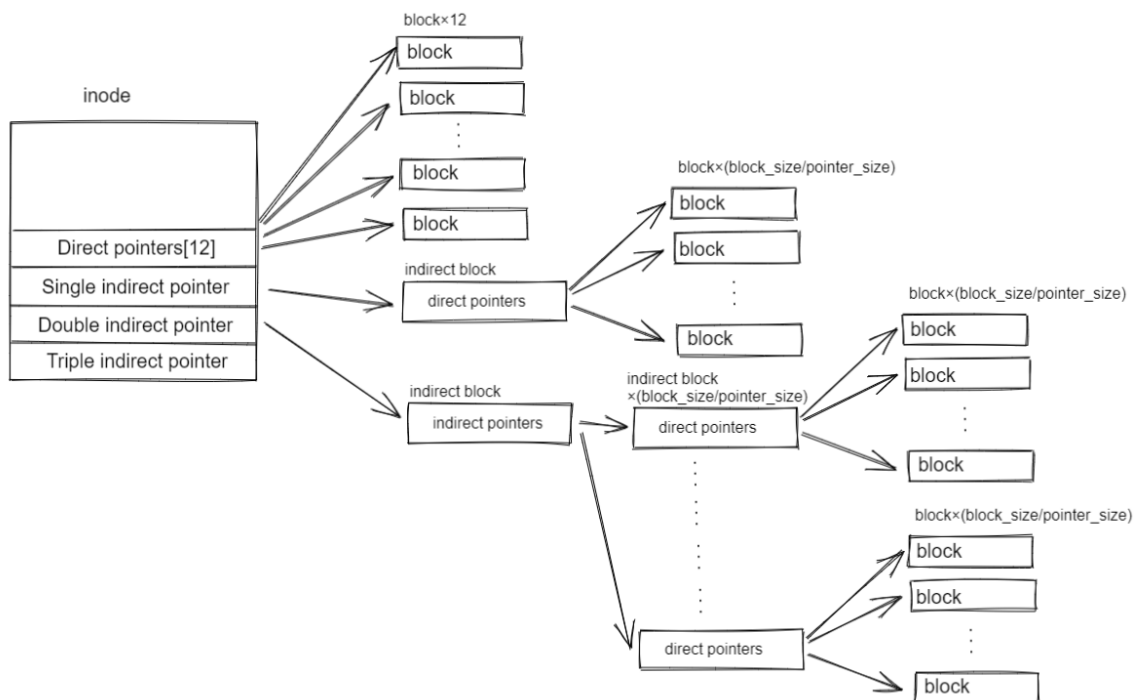 block×12
block
inode
block
block
block×(block_size/pointer_size)
block
block
Direct pointers[12]
block
indirect block
Single indirect pointer
direct pointers
block×(block_size/pointer_size)
Double indirect pointer
block
block
Triple indirect pointer
block
indirect block
indirect block
×(block_size/pointer_size)
indirect pointers
direct pointers
block
block×(block_size/pointer_size)
block
block
direct pointers
block